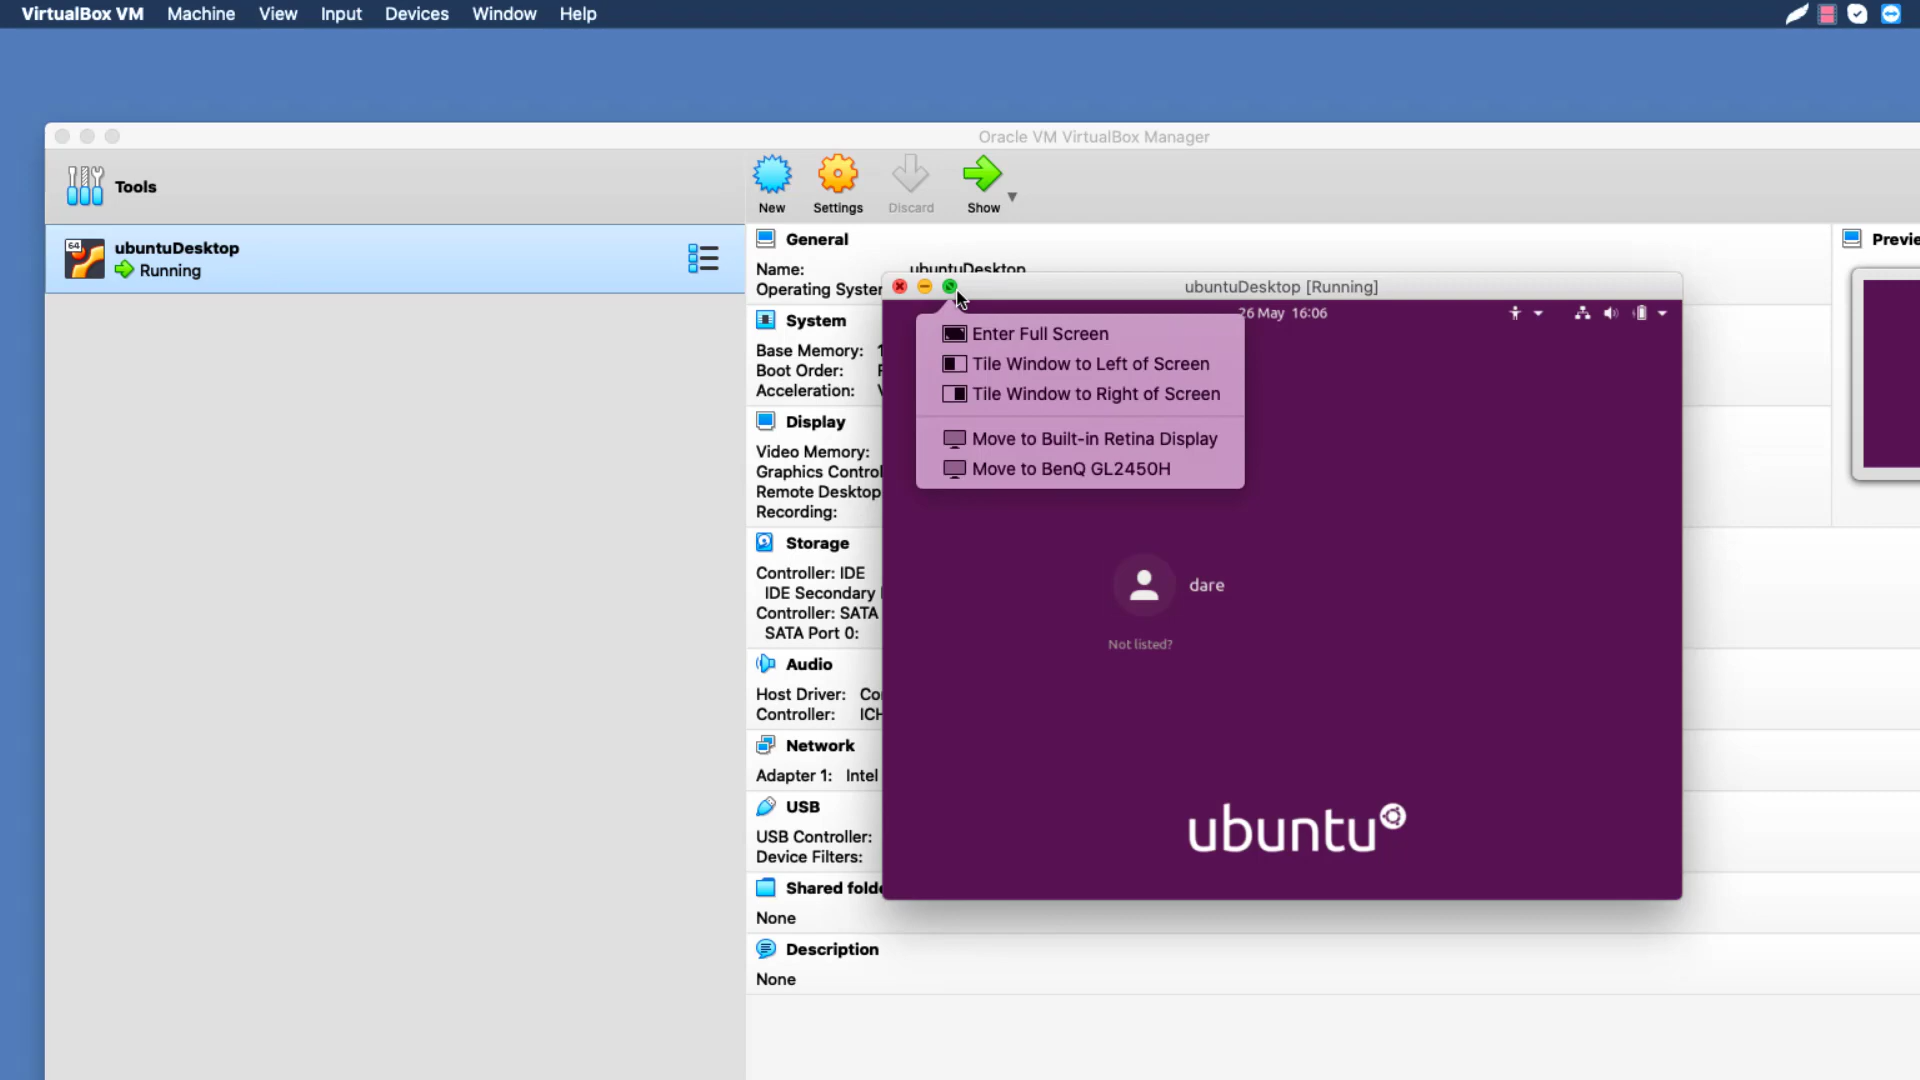 VirtualBox VM Machine View Input Devices Window Help
Oracle VM VirtualBox Manager
Tools
New Settings Discard Show
64
ubuntuDesktop
Running
General
Name: ubuntuDesktop
Operating Syster
System
Base Memory:
Boot Order:
Acceleration:
Display
Video Memory:
Graphics Control
Remote Desktop
Recording:
Storage
Controller: IDE
IDE Secondary
Controller: SATA
SATA Port 0:
Audio
Host Driver: Co
Controller: ICH
Network
Adapter 1: Intel
USB
USB Controller:
Device Filters:
Shared folde
None
Description
None
Previe
ubuntuDesktop [Running]
26 May 16:06
Enter Full Screen
Tile Window to Left of Screen
Tile Window to Right of Screen
Move to Built-in Retina Display
Move to BenQ GL2450H
dare
Not listed?
ubuntu